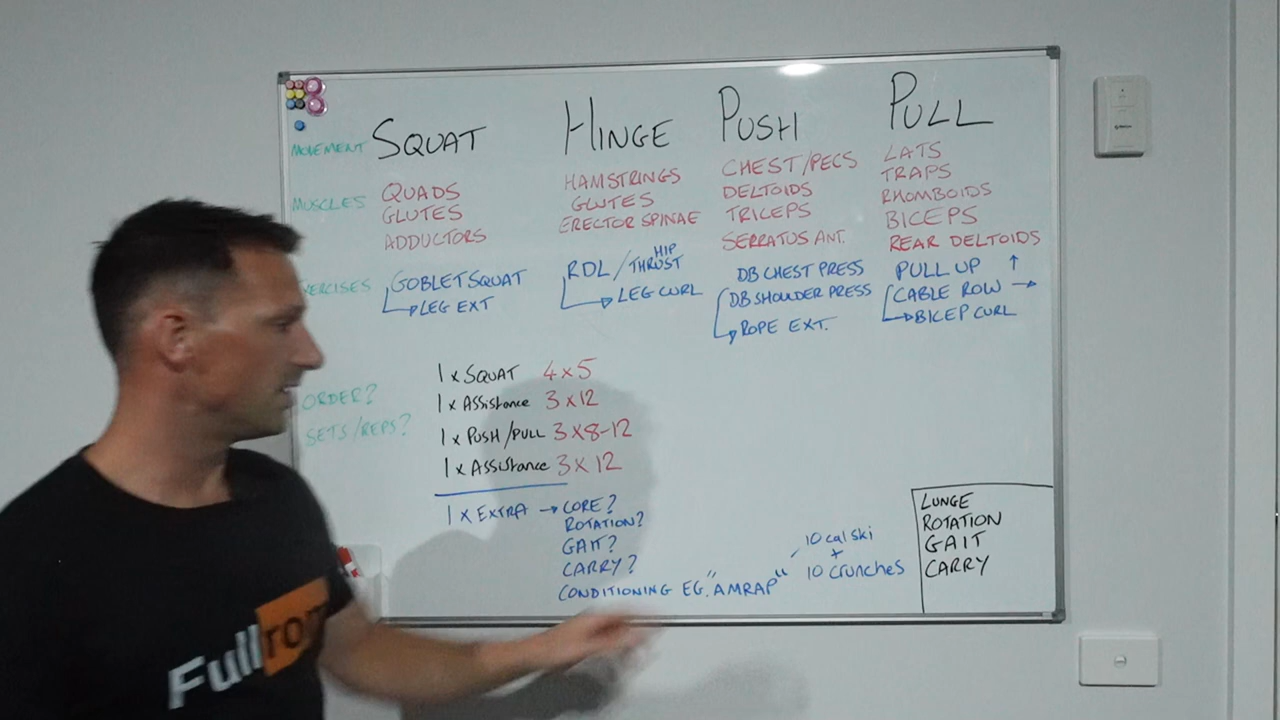 MOVEMENT SQUAT HINGE PUSH PULL
MUSCLES
QUADS
GLUTES
ADDUCTORS
HAMSTRINGS
GLUTES
ERECTOR SPINAE
CHEST/PECS
DELTOIDS
TRICEPS
SERRATUS ANT.
LATS
TRAPS
RHOMBOIDS
BICEPS
REAR DELTOIDS
GOBLET SQUAT
LEG EXT
RDL / HIP THRUST
LEG CURL
DB CHEST PRESS
DB SHOULDER PRESS
ROPE EXT.
PULL UP ↑
CABLE ROW →
BICEP CURL
ORDER?
SETS/REPS?
1 x SQUAT 4 x 5
1 x Assistance 3 x 12
1 x PUSH/PULL 3 x 8-12
1 x Assistance 3 x 12
1 x EXTRA → CORE?
ROTATION?
GAIT?
CARRY?
CONDITIONING EG. "AMRAP"
10 cal ski
+
10 crunches
LUNGE
ROTATION
GAIT
CARRY
Full